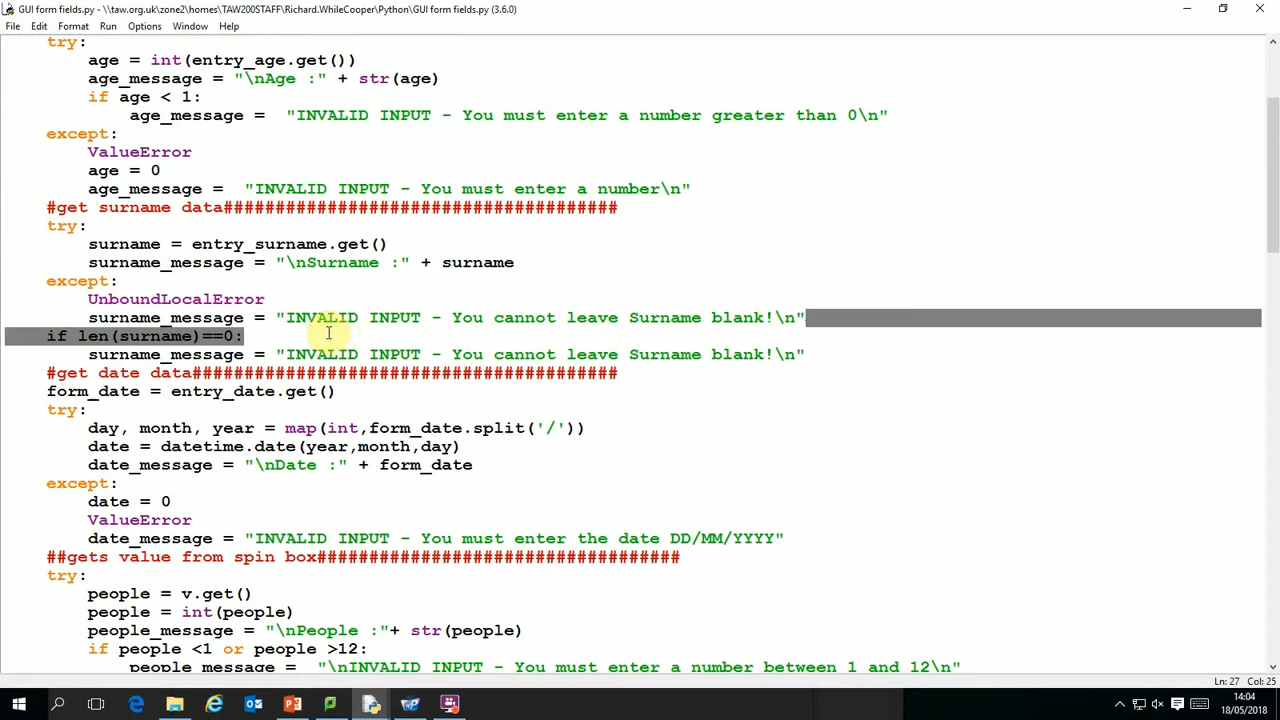 GUI form fields.py - \\taw.org.uk\zone2\homes\TAW200STAFF\Richard.WhileCooper\Python\GUI form fields.py (3.6.0)
File Edit Format Run Options Window Help
try:
age = int(entry_age.get())
age_message = "\nAge :" + str(age)
if age < 1:
age_message =  "INVALID INPUT - You must enter a number greater than 0\n"
except:
ValueError
age = 0
age_message =  "INVALID INPUT - You must enter a number\n"
#get surname data######################################
try:
surname = entry_surname.get()
surname_message = "\nSurname :" + surname
except:
UnboundLocalError
surname_message = "INVALID INPUT - You cannot leave Surname blank!\n"
if len(surname)==0:
surname_message = "INVALID INPUT - You cannot leave Surname blank!\n"
#get date data#########################################
form_date = entry_date.get()
try:
day, month, year = map(int,form_date.split('/'))
date = datetime.date(year,month,day)
date_message = "\nDate :" + form_date
except:
date = 0
ValueError
date_message = "INVALID INPUT - You must enter the date DD/MM/YYYY"
##gets value from spin box###################################
try:
people = v.get()
people = int(people)
people_message = "\nPeople :"+ str(people)
if people <1 or people >12:
people_message =  "\nINVALID INPUT - You must enter a number between 1 and 12\n"
Ln: 27 Col: 25
14:04
18/05/2018